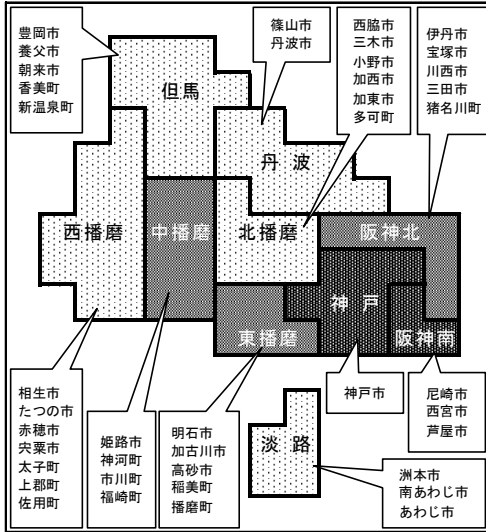 豊岡市
養父市
朝来市
香美町
新温泉町
篠山市
丹波市
西脇市
三木市
小野市
加西市
加東市
多可町
伊丹市
宝塚市
川西市
三田市
猪名川町
但馬
丹 波
西播磨
中播磨
北播磨
阪神北
神 戸
東播磨
阪神南
淡 路
相生市
たつの市
赤穂市
宍粟市
太子町
上郡町
佐用町
姫路市
神河町
市川町
福崎町
明石市
加古川市
高砂市
稲美町
播磨町
神戸市
尼崎市
西宮市
芦屋市
洲本市
南あわじ市
あわじ市